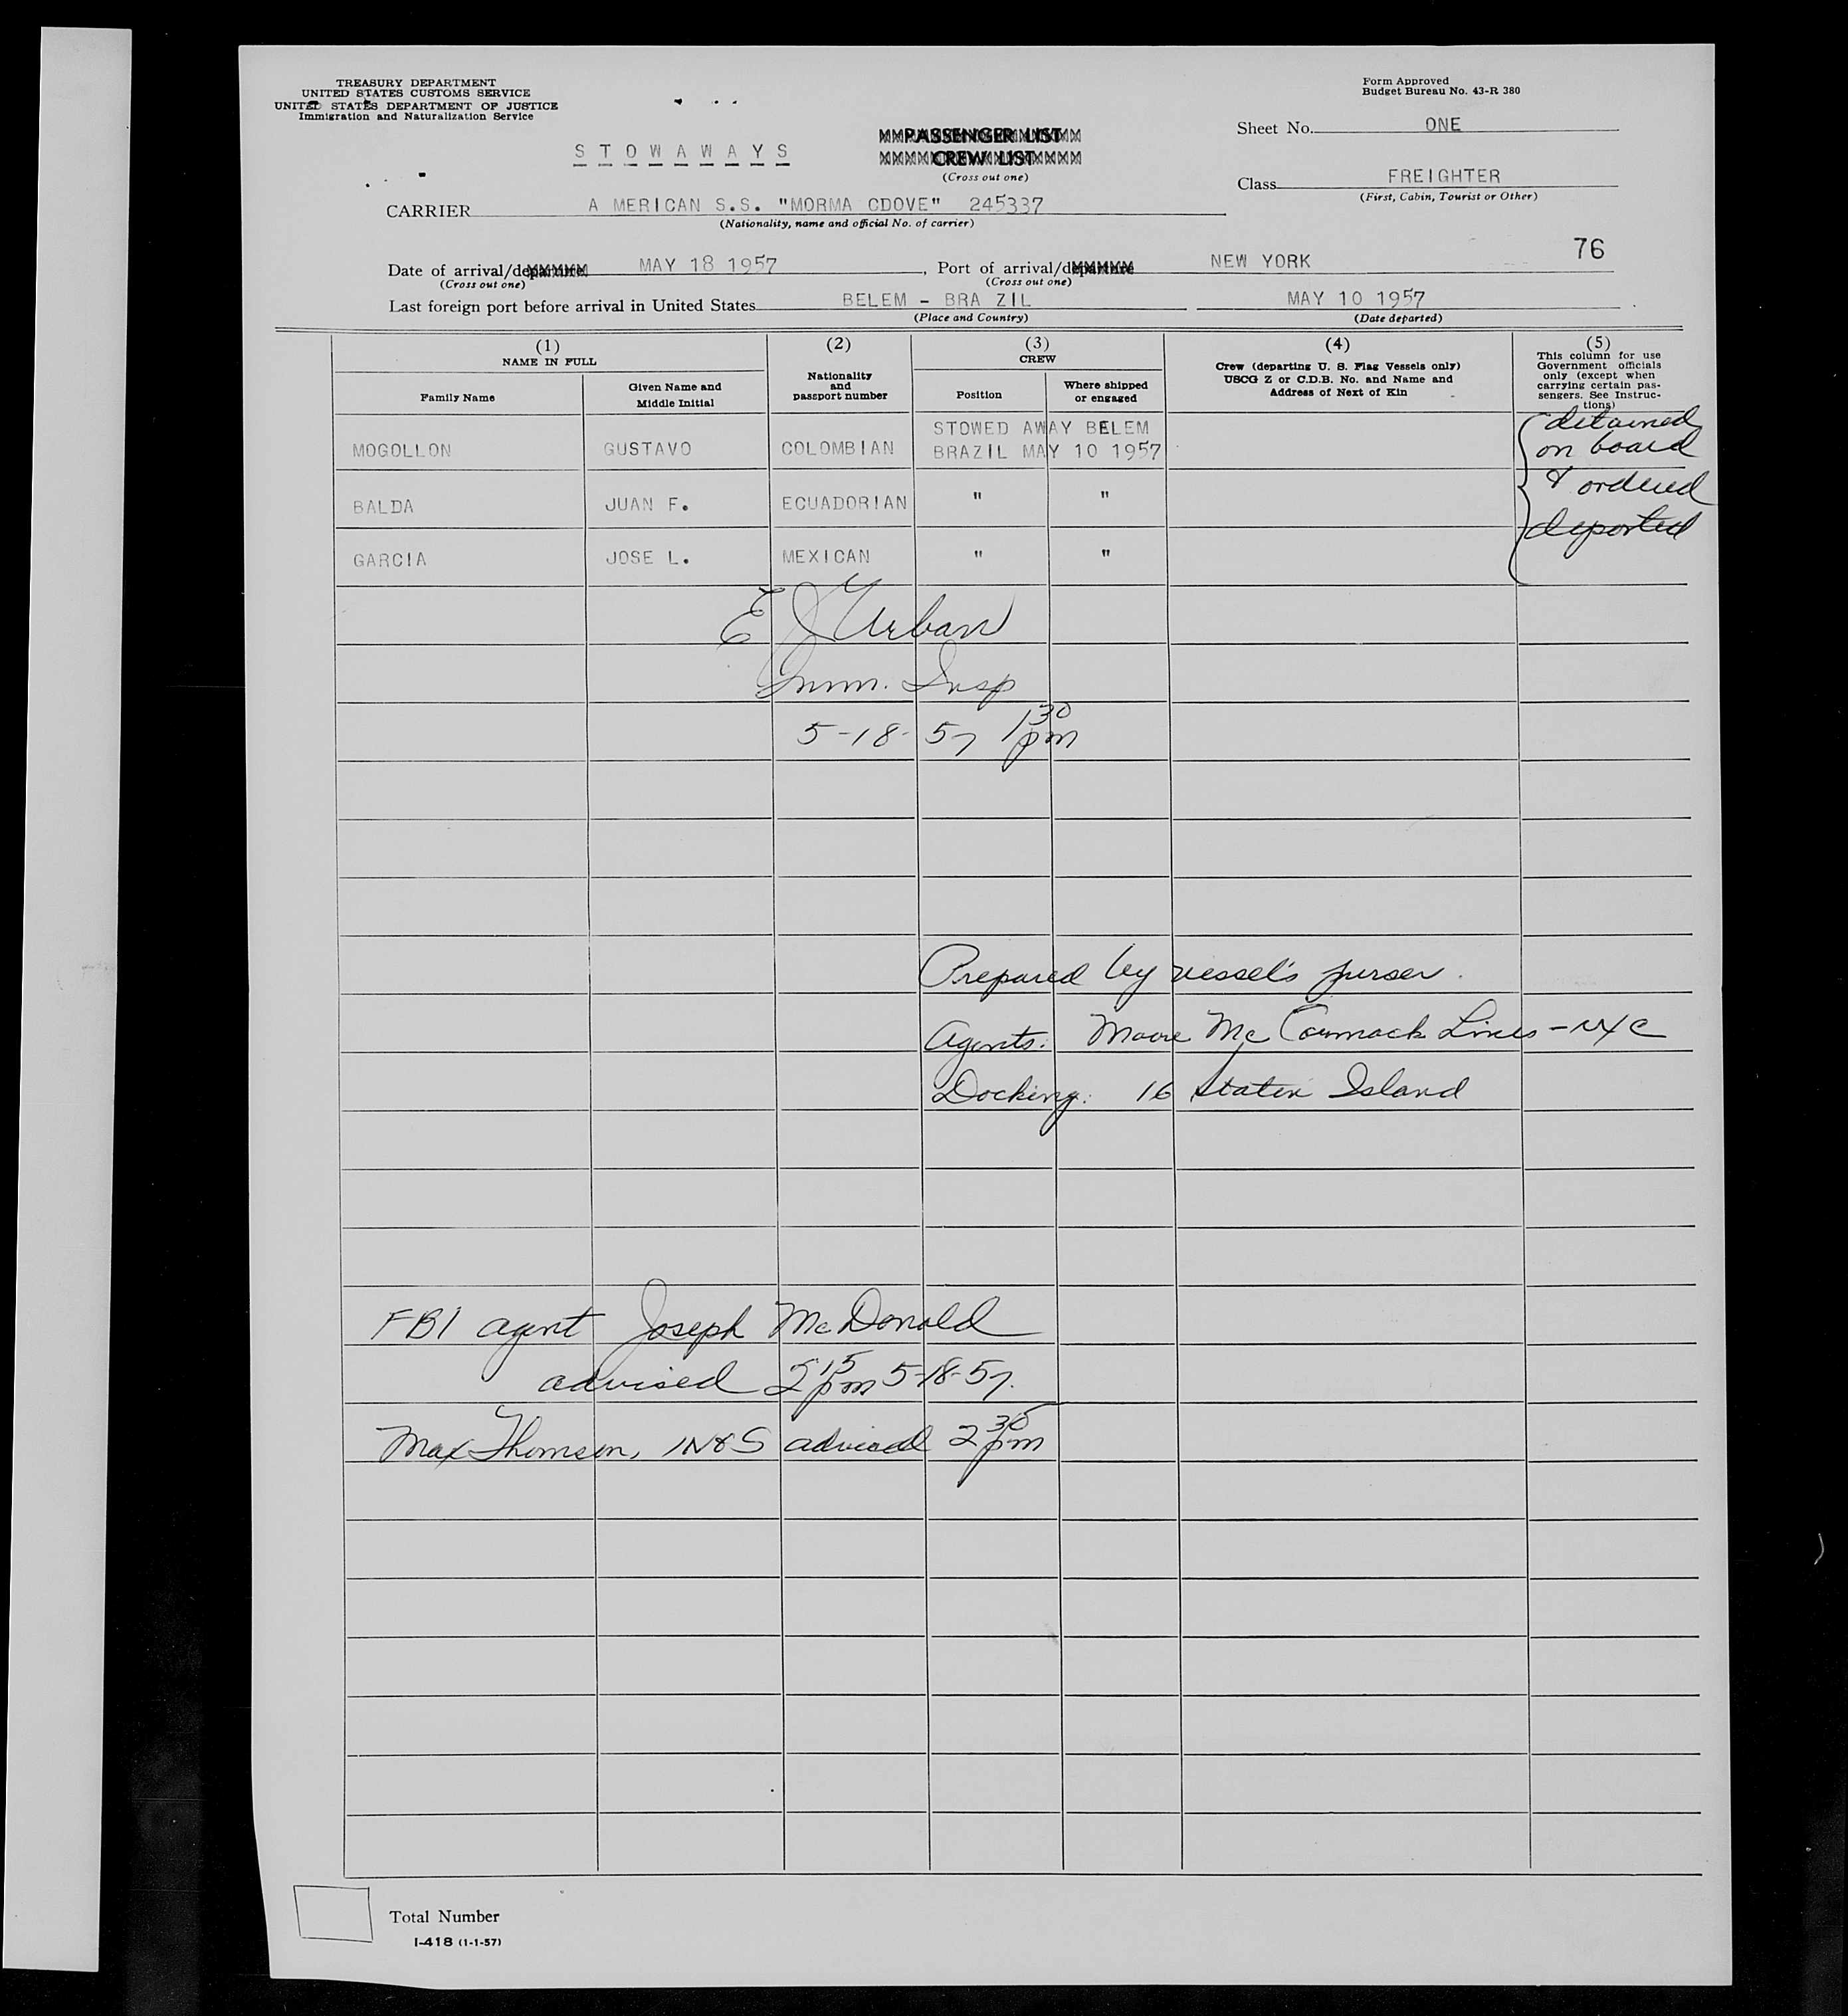 TREASURY DEPARTMENT
UNITED STATES CUSTOMS SERVICE
UNITED STATES DEPARTMENT OF JUSTICE
Immigration and Naturalization Service
Form Approved
Budget Bureau No. 43-R 380
STOWAWAYS
PASSENGER LIST
CREW LIST
(Cross out one)
Sheet No. ONE
Class FREIGHTER
(First, Cabin, Tourist or Other)
CARRIER A MERICAN S.S. "MORMA CDOVE" 245337
(Nationality, name and official No. of carrier)
76
Date of arrival/departure MAY 18 1957, Port of arrival/departure NEW YORK
(Cross out one) (Cross out one)
Last foreign port before arrival in United States BELEM - BRA ZIL MAY 10 1957
(Place and Country) (Date departed)
(1)
NAME IN FULL
Family Name
Given Name and
Middle Initial
(2)
Nationality
and
passport number
(3)
CREW
Position
Where shipped
or engaged
(4)
Crew (departing U. S. Flag Vessels only)
USCG Z or C.D.B. No. and Name and
Address of Next of Kin
(5)
This column for use
Government officials
only (except when
carrying certain pas-
sengers. See Instruc-
tions)
STOWED AWAY BELEM
MOGOLLON GUSTAVO COLOMBIAN BRAZIL MAY 10 1957
BALDA JUAN F. ECUADORIAN " "
GARCIA JOSE L. MEXICAN " "
detained
on board
& ordered
deported
E J Urban
Imm. Insp
5-18-57 1 30 pm
Prepared by vessel's purser.
Agents: Moore McCormack Lines - NYC
Docking: 16 Staten Island
FBI agent Joseph McDonald
advised 2 15 pm 5-18-57.
Max Thomsen, IN&S advised 2 30 pm
Total Number
I-418 (1-1-57)